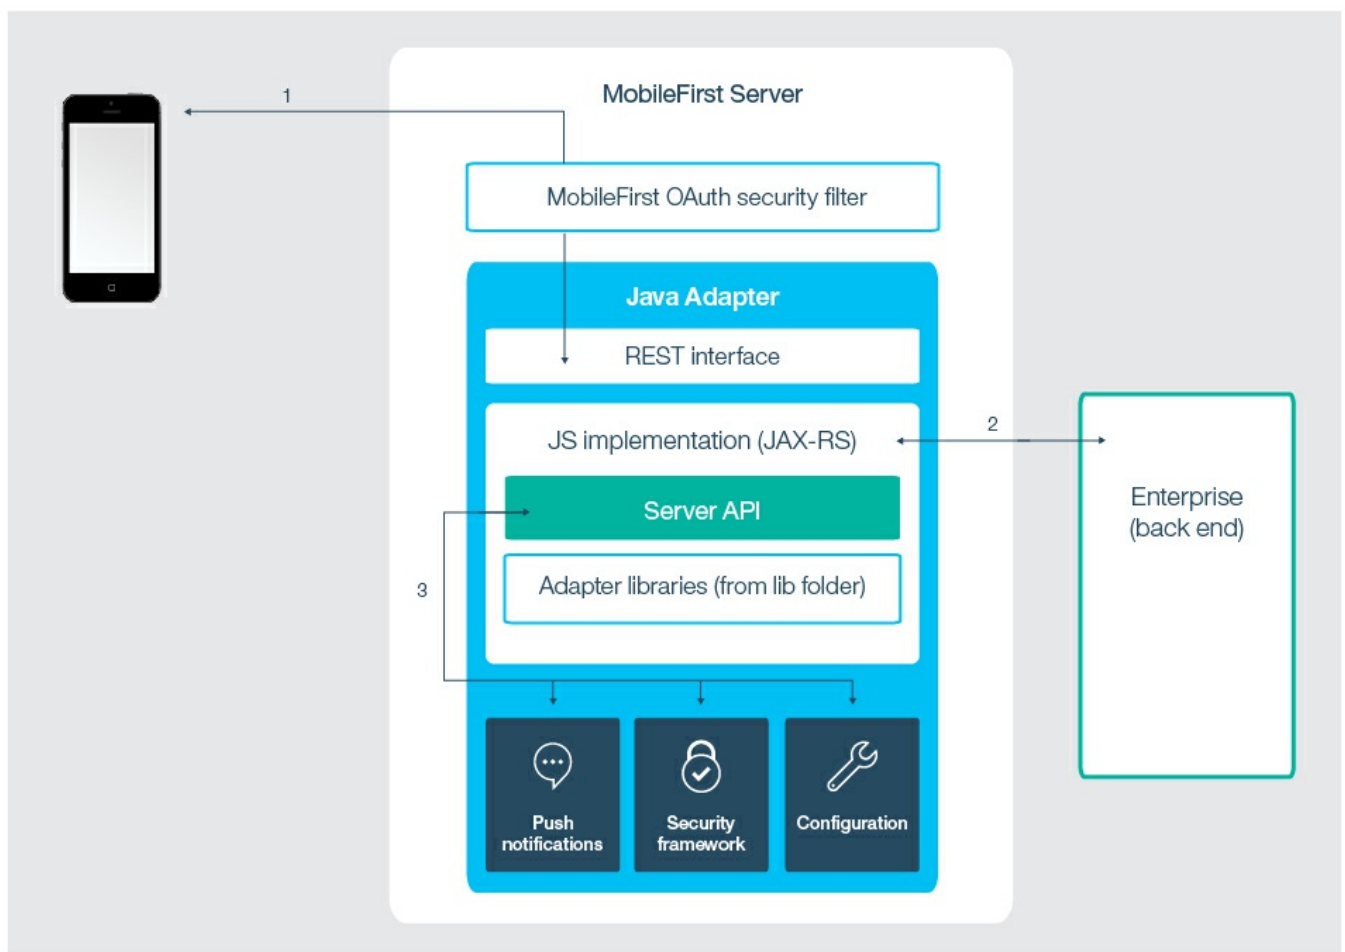 1
MobileFirst Server
MobileFirst OAuth security filter
Java Adapter
REST interface
JS implementation (JAX-RS)
2
Server API
Enterprise
(back end)
Adapter libraries (from lib folder)
3
Push
notifications
Security
framework
Configuration